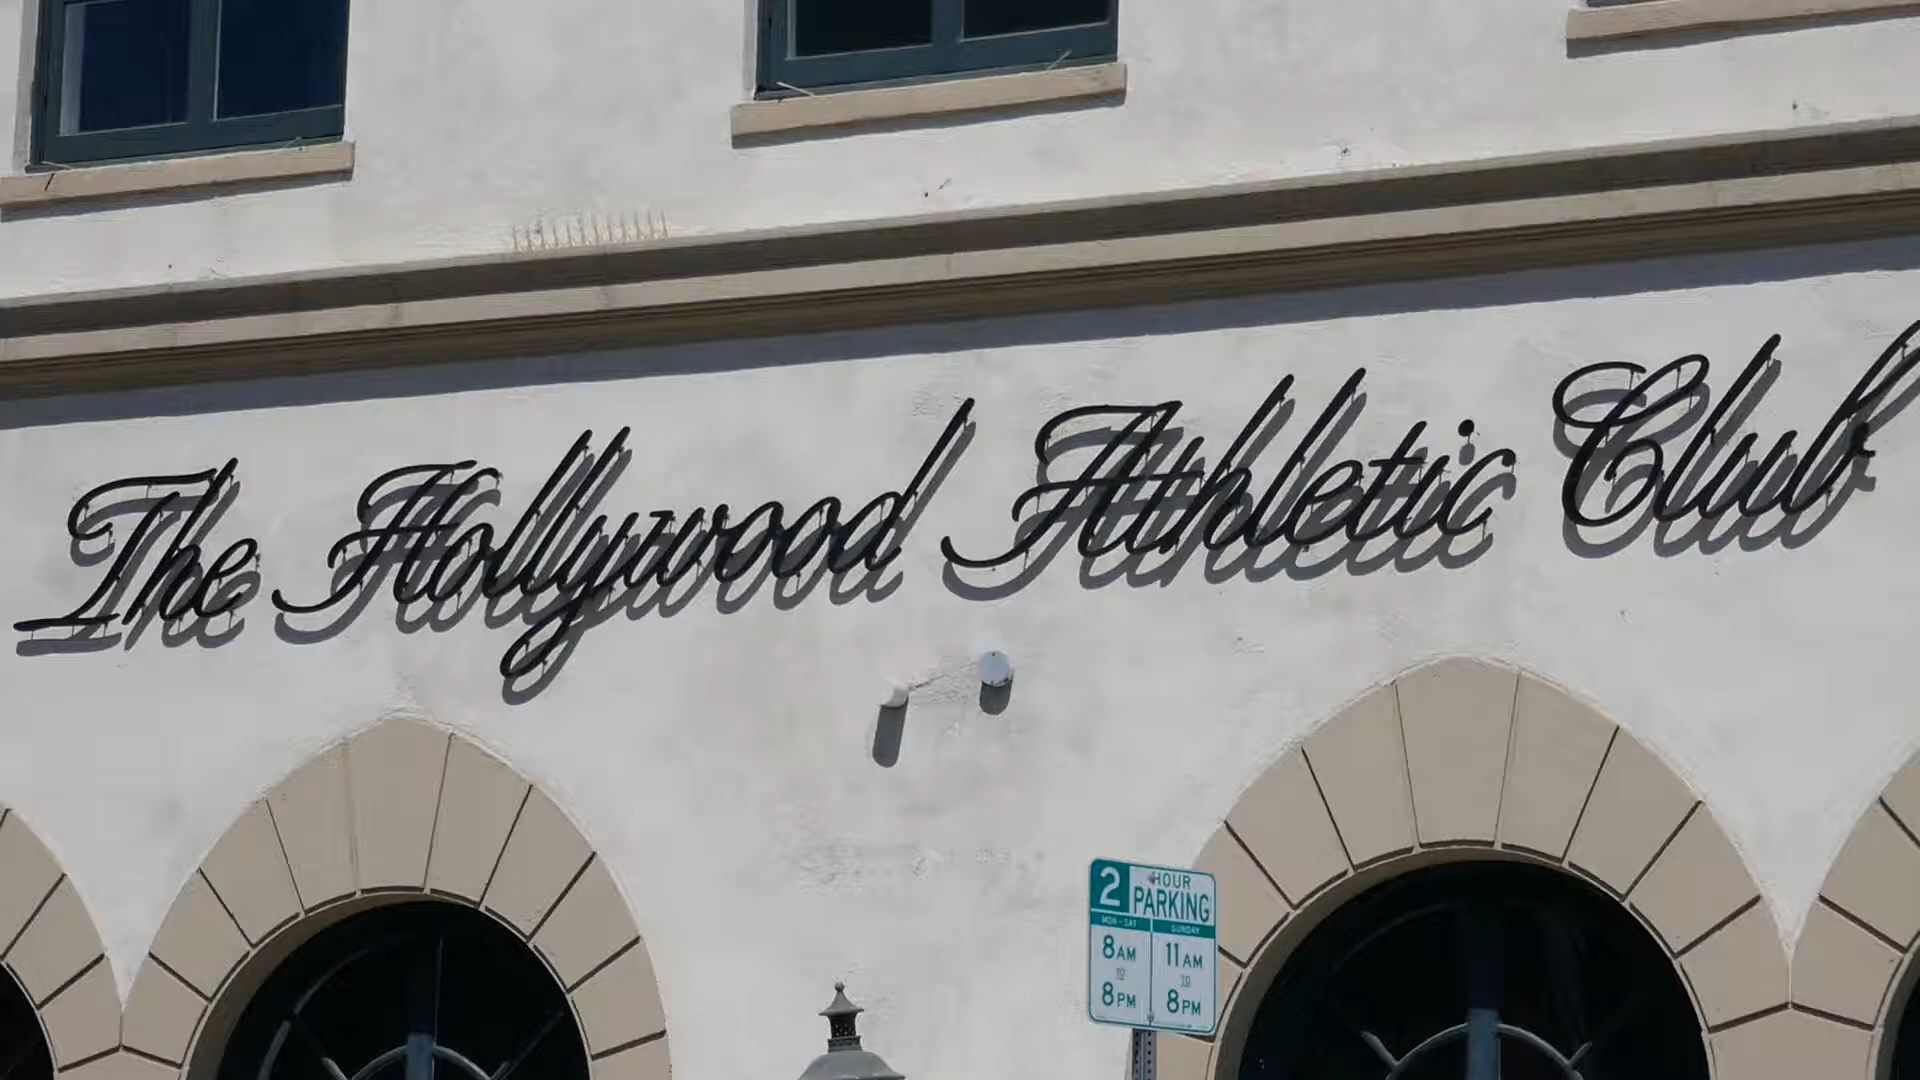 The Hollywood Athletic Club
2 HOUR PARKING
MON-SAT SUNDAY
8AM 11AM
TO TO
8PM 8PM